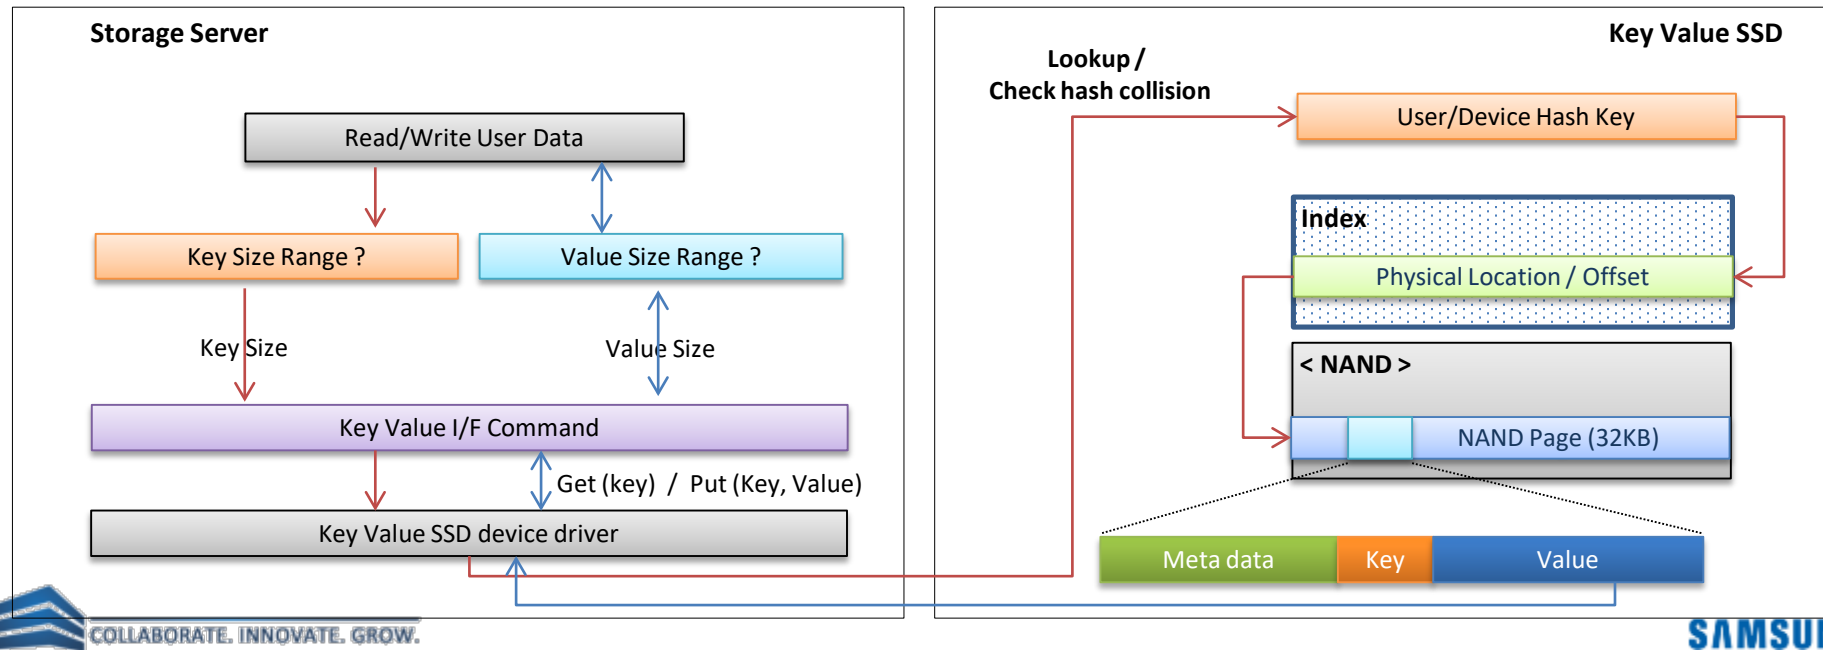 Storage Server
Read/Write User Data
Key Size Range ?
Value Size Range ?
Key Size
Value Size
Key Value I/F Command
Get (key) / Put (Key, Value)
Key Value SSD device driver
Key Value SSD
Lookup /
Check hash collision
User/Device Hash Key
Index
Physical Location / Offset
< NAND >
NAND Page (32KB)
Meta data
Key
Value
COLLABORATE. INNOVATE. GROW.
SAMSU